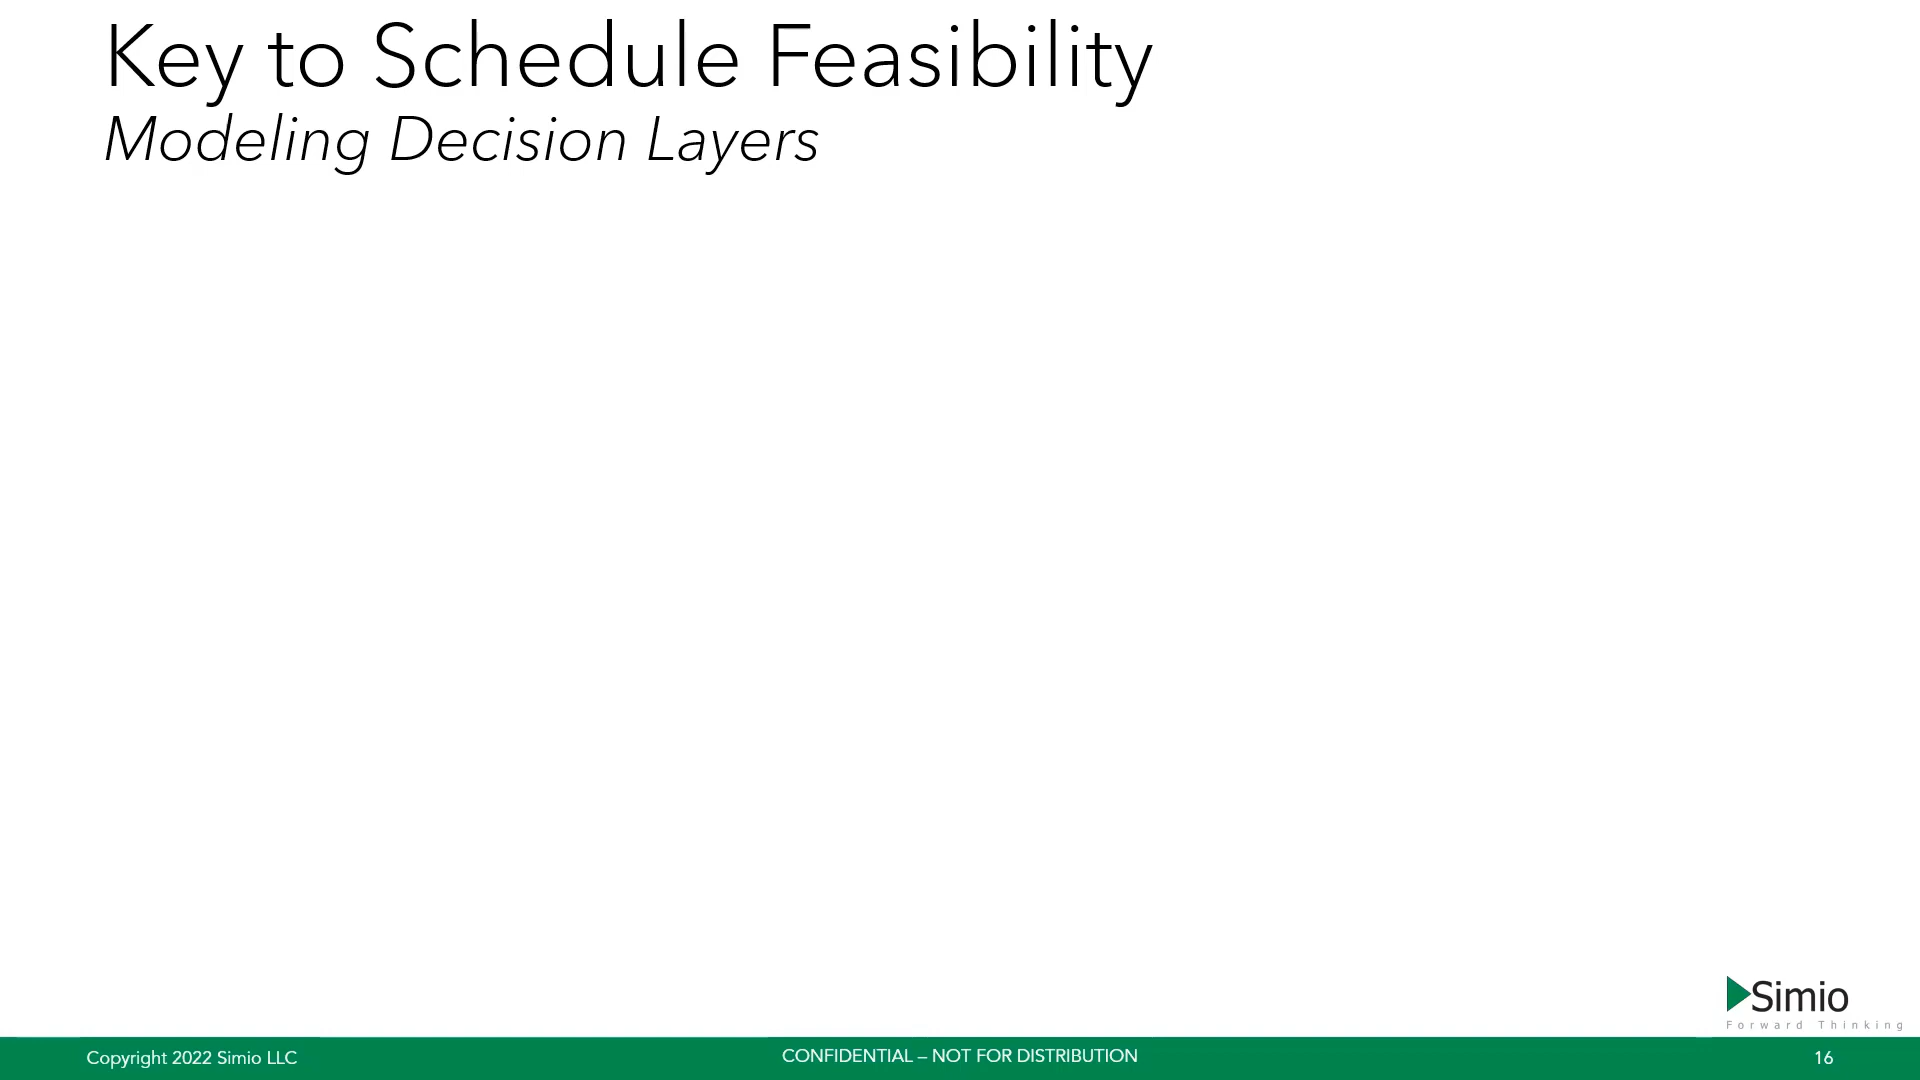 Key to Schedule Feasibility
Modeling Decision Layers
Simio
Forward Thinking
Copyright 2022 Simio LLC
CONFIDENTIAL – NOT FOR DISTRIBUTION
16